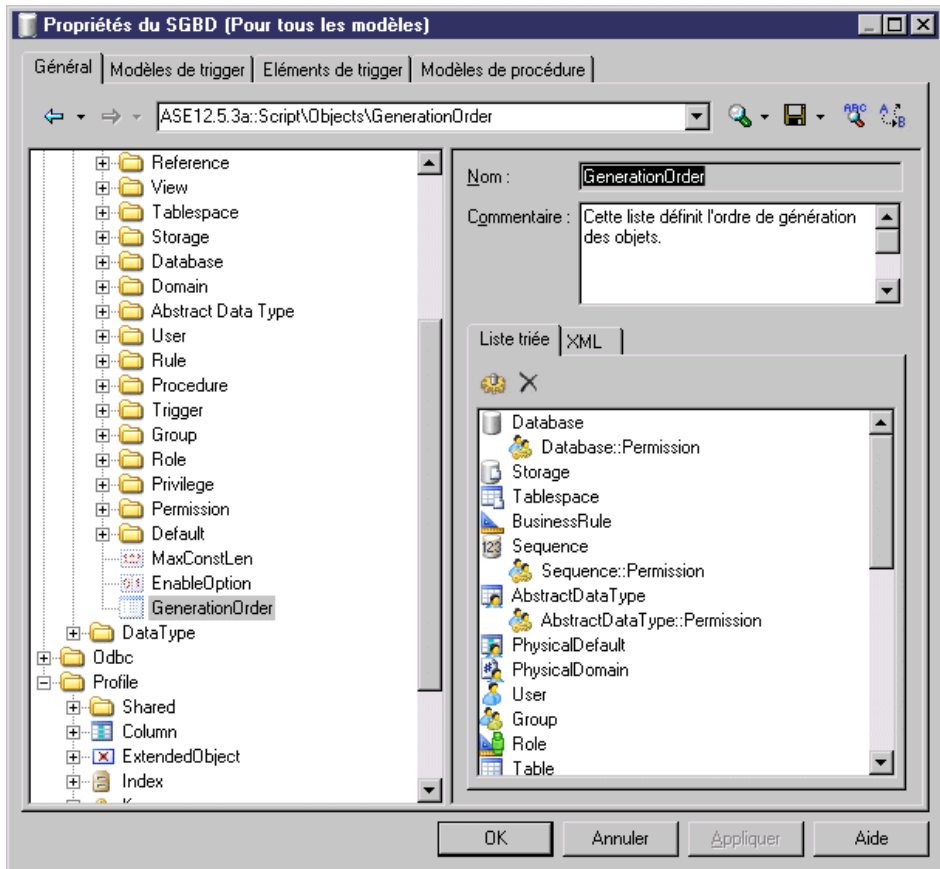 Propriétés du SGBD (Pour tous les modèles)
Général Modèles de trigger Eléments de trigger Modèles de procédure
ASE12.5.3a::Script\Objects\GenerationOrder
Reference
View
Tablespace
Storage
Database
Domain
Abstract Data Type
User
Rule
Procedure
Trigger
Group
Role
Privilege
Permission
Default
MaxConstLen
EnableOption
GenerationOrder
DataType
Odbc
Profile
Shared
Column
ExtendedObject
Index
Nom : GenerationOrder
Commentaire : Cette liste définit l'ordre de génération
des objets.
Liste triée XML
Database
Database::Permission
Storage
Tablespace
BusinessRule
Sequence
Sequence::Permission
AbstractDataType
AbstractDataType::Permission
PhysicalDefault
PhysicalDomain
User
Group
Role
Table
OK Annuler Appliquer Aide